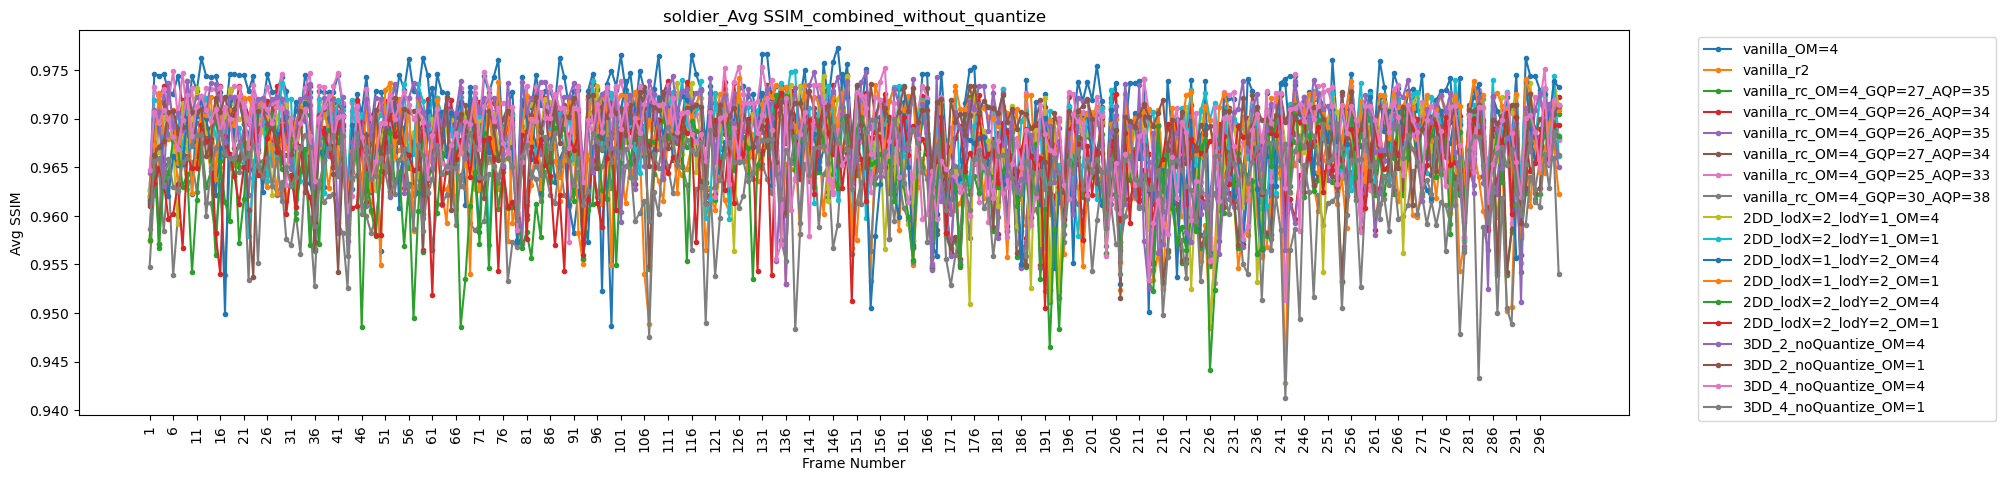 soldier_Avg SSIM_combined_without_quantize
Avg SSIM
0.975
0.970
0.965
0.960
0.955
0.950
0.945
0.940
1 6 11 16 21 26 31 36 41 46 51 56 61 66 71 76 81 86 91 96 101 106 111 116 121 126 131 136 141 146 151 156 161 166 171 176 181 186 191 196 201 206 211 216 221 226 231 236 241 246 251 256 261 266 271 276 281 286 291 296
Frame Number
vanilla_OM=4
vanilla_r2
vanilla_rc_OM=4_GQP=27_AQP=35
vanilla_rc_OM=4_GQP=26_AQP=34
vanilla_rc_OM=4_GQP=26_AQP=35
vanilla_rc_OM=4_GQP=27_AQP=34
vanilla_rc_OM=4_GQP=25_AQP=33
vanilla_rc_OM=4_GQP=30_AQP=38
2DD_lodX=2_lodY=1_OM=4
2DD_lodX=2_lodY=1_OM=1
2DD_lodX=1_lodY=2_OM=4
2DD_lodX=1_lodY=2_OM=1
2DD_lodX=2_lodY=2_OM=4
2DD_lodX=2_lodY=2_OM=1
3DD_2_noQuantize_OM=4
3DD_2_noQuantize_OM=1
3DD_4_noQuantize_OM=4
3DD_4_noQuantize_OM=1